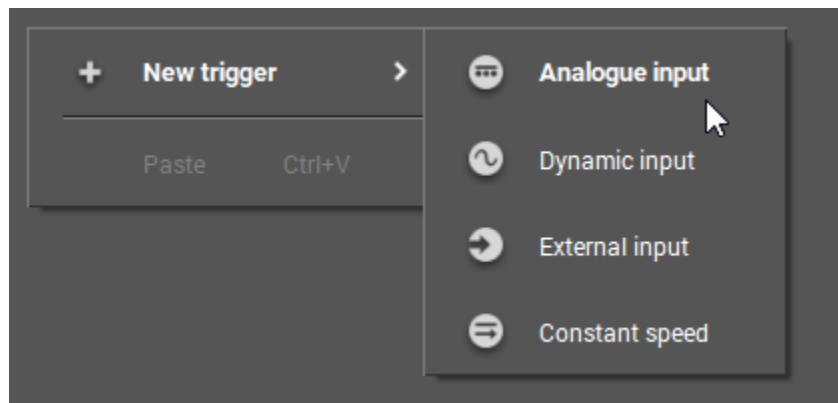 New trigger
Paste Ctrl+V
Analogue input
Dynamic input
External input
Constant speed